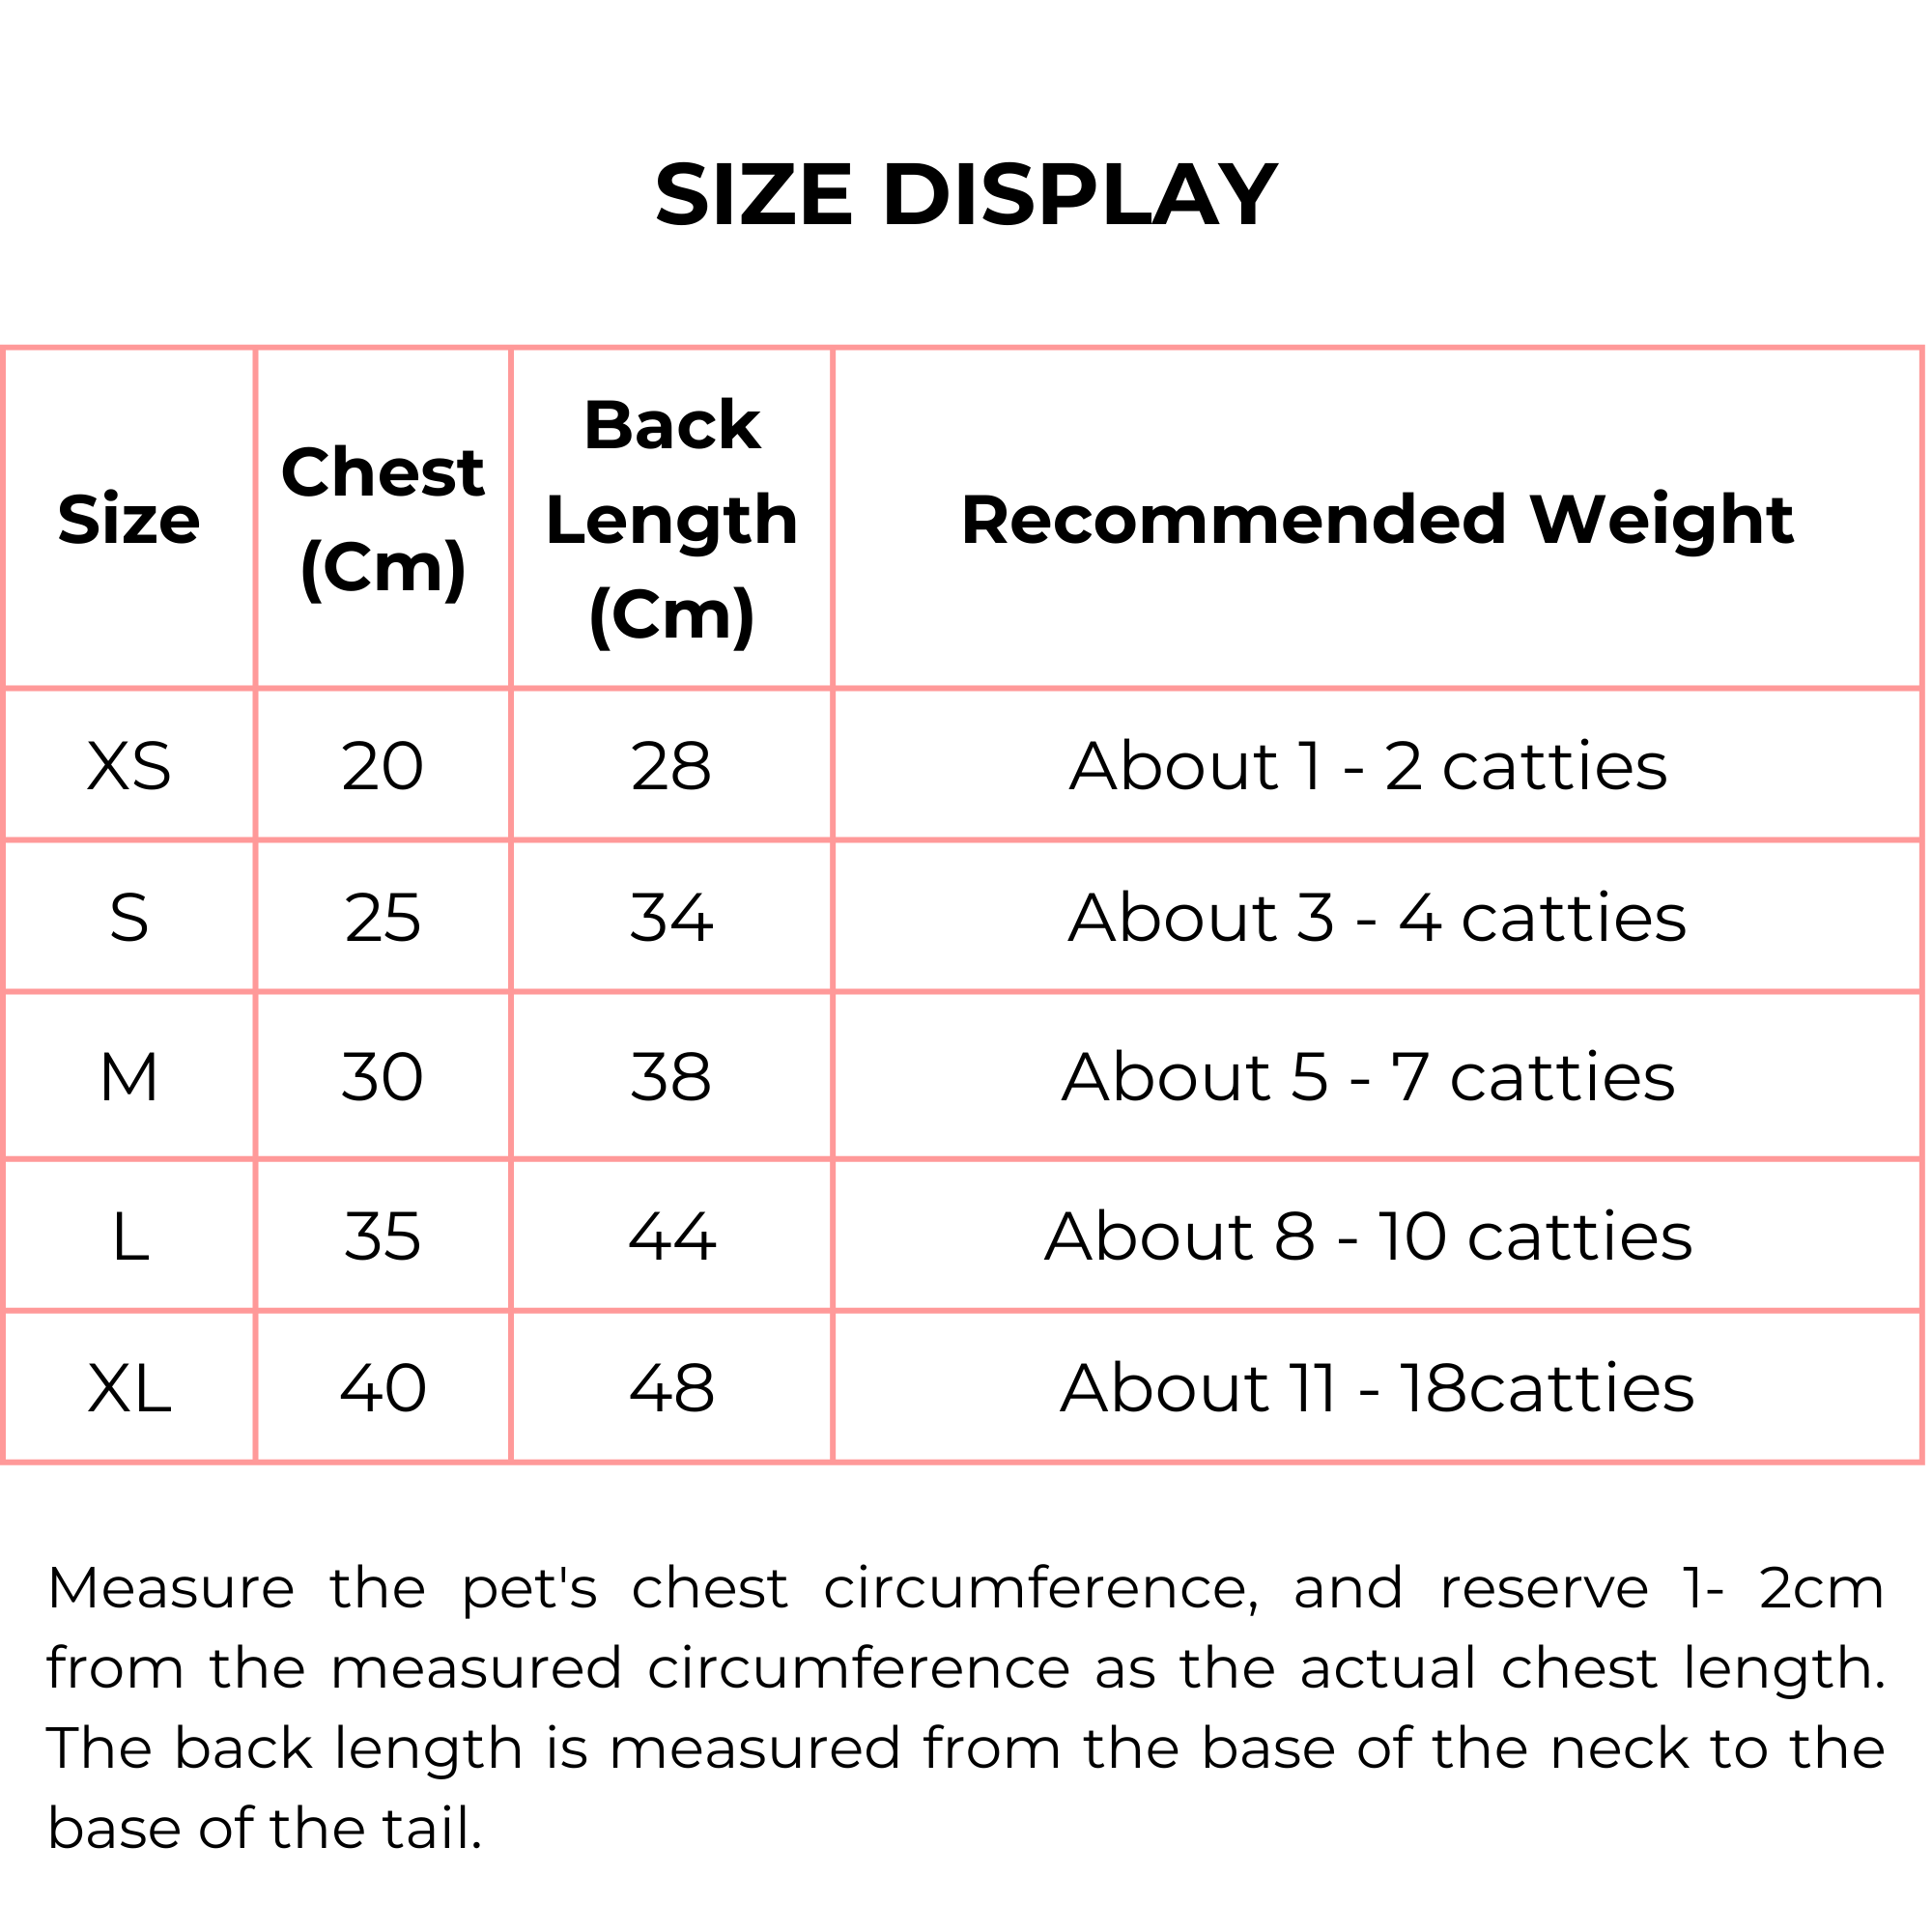 SIZE DISPLAY
Size
Chest
(Cm)
Back
Length
(Cm)
Recommended Weight
XS 20 28 About 1 - 2 catties
S 25 34 About 3 - 4 catties
M 30 38 About 5 - 7 catties
L 35 44 About 8 - 10 catties
XL 40 48 About 11 - 18catties
Measure the pet's chest circumference, and reserve 1- 2cm
from the measured circumference as the actual chest length.
The back length is measured from the base of the neck to the
base of the tail.